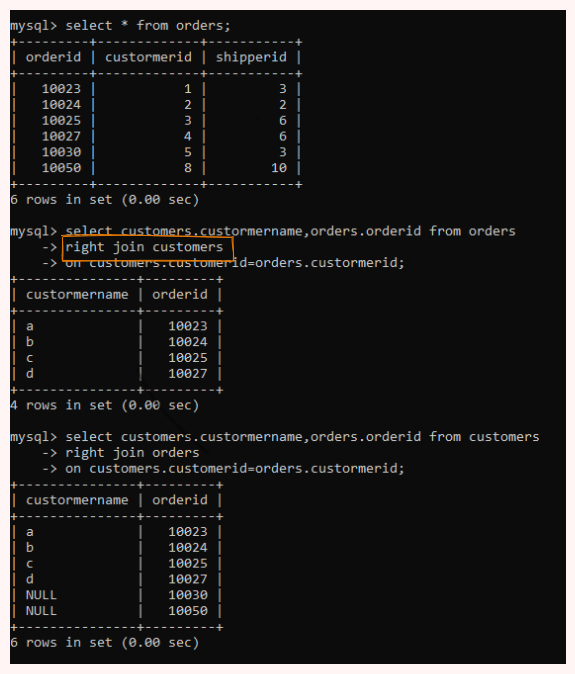 mysql> select * from orders;
+---------+-------------+-----------+
| orderid | custormerid | shipperid |
+---------+-------------+-----------+
|   10023 |           1 |         3 |
|   10024 |           2 |         2 |
|   10025 |           3 |         6 |
|   10027 |           4 |         6 |
|   10030 |           5 |         3 |
|   10050 |           8 |        10 |
+---------+-------------+-----------+
6 rows in set (0.00 sec)
mysql> select customers.custormername,orders.orderid from orders
    -> right join customers
    -> on customers.customerid=orders.custormerid;
+---------------+---------+
| custormername | orderid |
+---------------+---------+
| a             |   10023 |
| b             |   10024 |
| c             |   10025 |
| d             |   10027 |
+---------------+---------+
4 rows in set (0.00 sec)
mysql> select customers.custormername,orders.orderid from customers
    -> right join orders
    -> on customers.customerid=orders.custormerid;
+---------------+---------+
| custormername | orderid |
+---------------+---------+
| a             |   10023 |
| b             |   10024 |
| c             |   10025 |
| d             |   10027 |
| NULL          |   10030 |
| NULL          |   10050 |
+---------------+---------+
6 rows in set (0.00 sec)